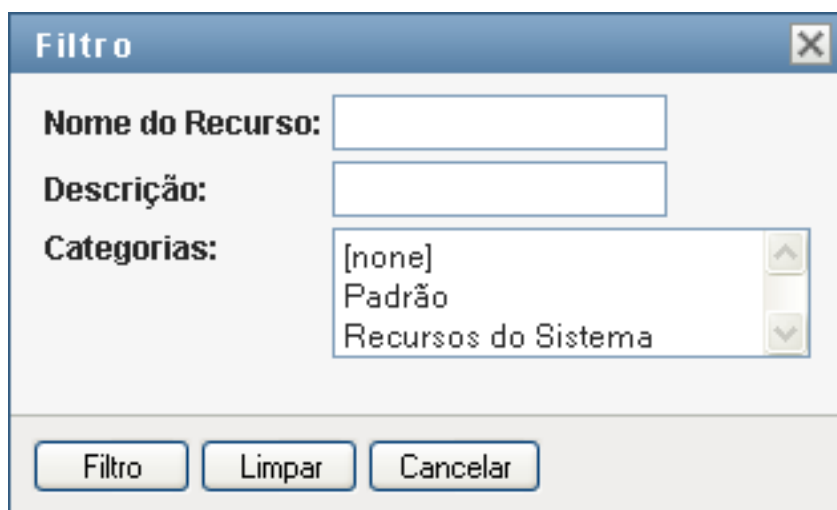 Filtro
Nome do Recurso:
Descrição:
Categorias:
[none]
Padrão
Recursos do Sistema
Filtro
Limpar
Cancelar